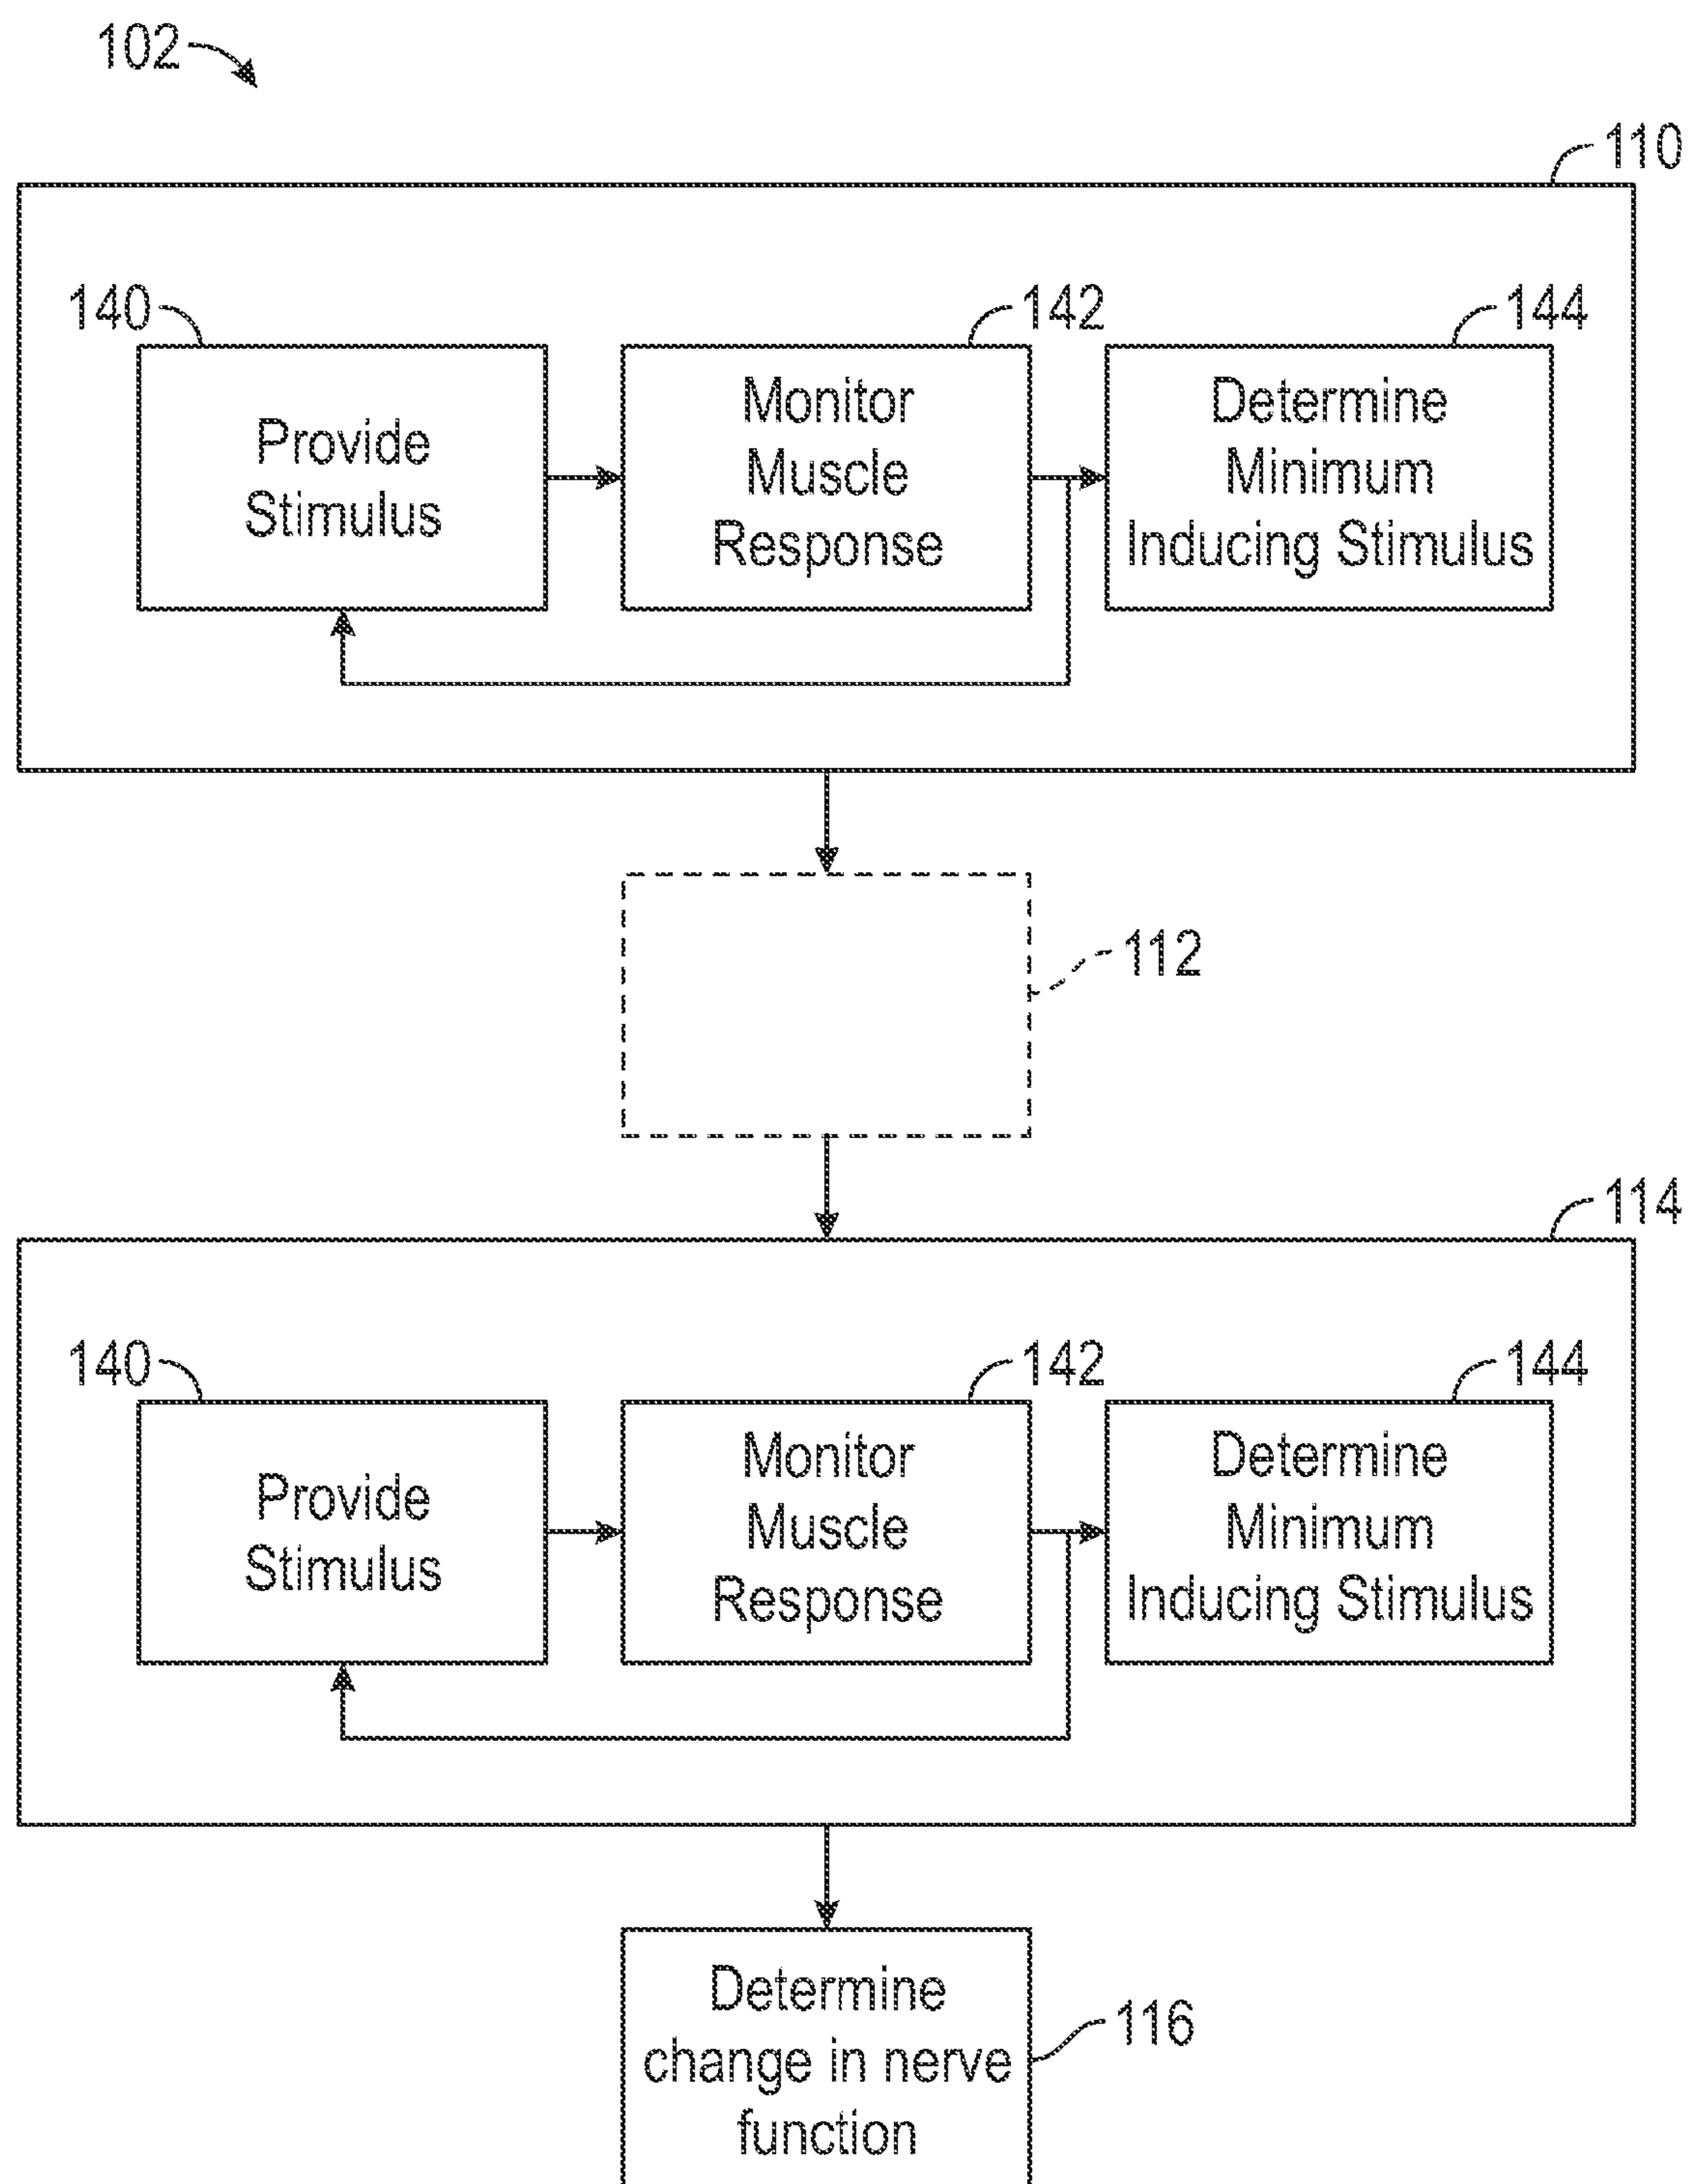 102
110
140
142
144
Provide
Stimulus
Monitor
Muscle
Response
Determine
Minimum
Inducing Stimulus
112
114
140
142
144
Provide
Stimulus
Monitor
Muscle
Response
Determine
Minimum
Inducing Stimulus
Determine
change in nerve
function
116